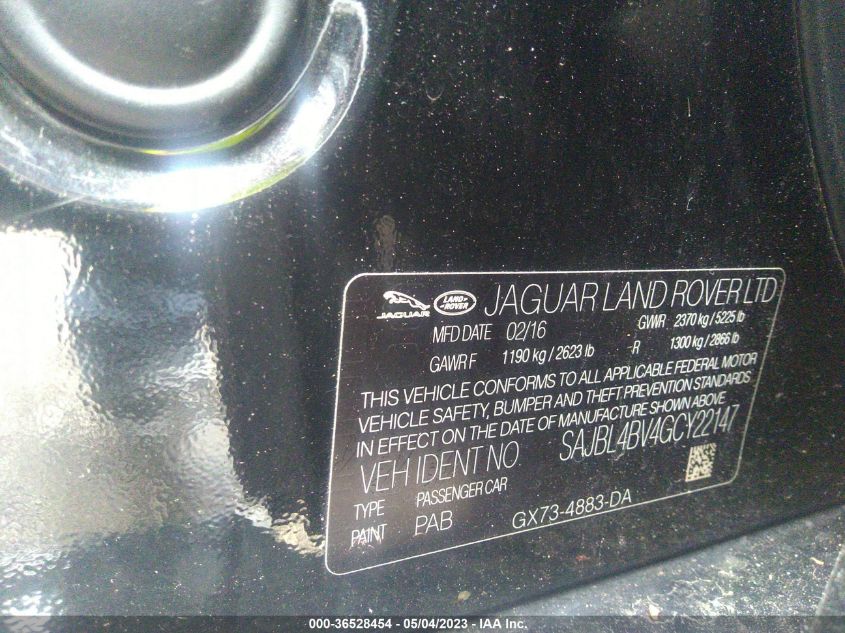 JAGUAR LAND ROVER JAGUAR LAND ROVER LTD
MFD DATE 02/16 GVWR 2370 kg / 5225 lb
GAWR F 1190 kg / 2623 lb -R 1300 kg / 2866 lb
THIS VEHICLE CONFORMS TO ALL APPLICABLE FEDERAL MOTOR
VEHICLE SAFETY, BUMPER AND THEFT PREVENTION STANDARDS
IN EFFECT ON THE DATE OF MANUFACTURE SHOWN ABOVE
VEH IDENT NO. SAJBL4BV4GCY22147
TYPE PASSENGER CAR
PAINT PAB GX73-4883-DA
000-36528454 - 05/04/2023 - IAA Inc.